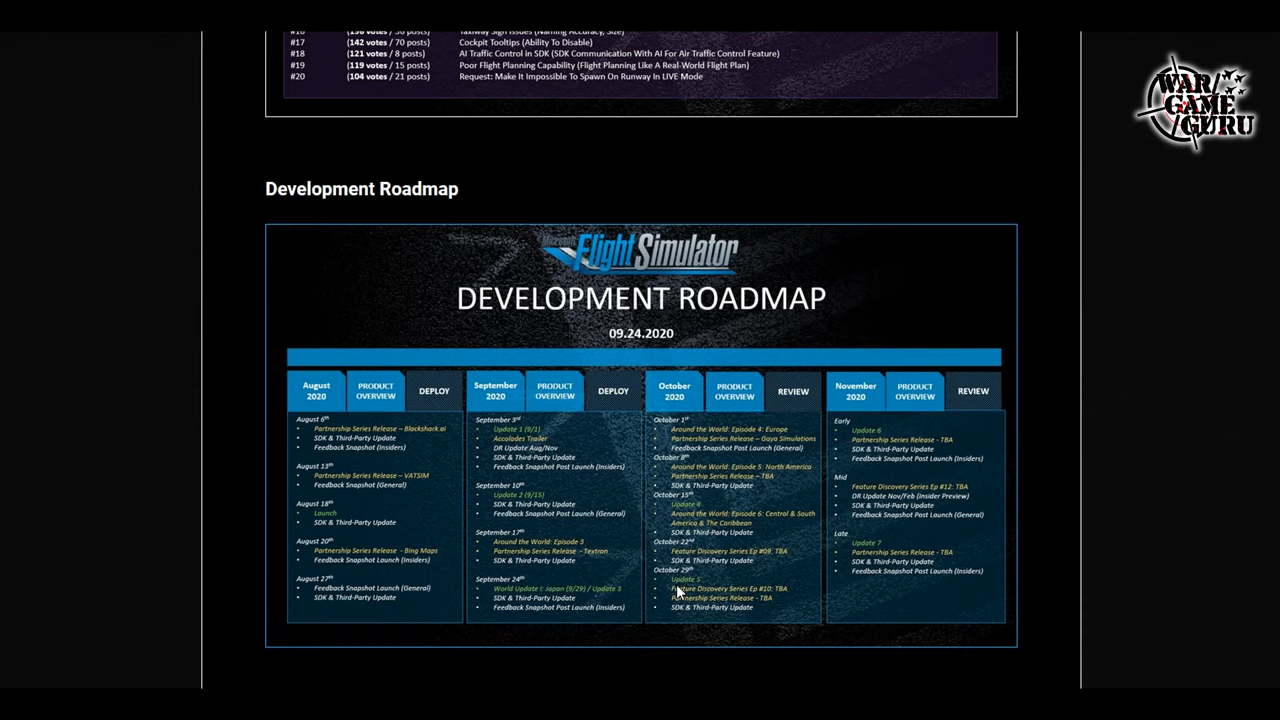 #16 (136 votes / 56 posts) Taxiway Sign Issues (Naming Accuracy, Size)
#17 (142 votes / 70 posts) Cockpit Tooltips (Ability To Disable)
#18 (121 votes / 8 posts) AI Traffic Control in SDK (SDK Communication With AI For Air Traffic Control Feature)
#19 (119 votes / 15 posts) Poor Flight Planning Capability (Flight Planning Like A Real-World Flight Plan)
#20 (104 votes / 21 posts) Request: Make It Impossible To Spawn On Runway In LIVE Mode
WAR
GAME
GURU
Development Roadmap
Microsoft
Flight Simulator
DEVELOPMENT ROADMAP
09.24.2020
August 2020
PRODUCT OVERVIEW
DEPLOY
August 6th
Partnership Series Release – Blackshark.ai
SDK & Third-Party Update
Feedback Snapshot (Insiders)
August 13th
Partnership Series Release – VATSIM
Feedback Snapshot (General)
August 18th
Launch
SDK & Third-Party Update
August 20th
Partnership Series Release - Bing Maps
Feedback Snapshot Launch (Insiders)
August 27th
Feedback Snapshot Launch (General)
SDK & Third-Party Update
September 2020
PRODUCT OVERVIEW
DEPLOY
September 3rd
Update 1 (9/1)
Accolades Trailer
DR Update Aug/Nov
SDK & Third-Party Update
Feedback Snapshot Post Launch (Insiders)
September 10th
Update 2 (9/15)
SDK & Third-Party Update
Feedback Snapshot Post Launch (General)
September 17th
Around the World: Episode 3
Partnership Series Release - Textron
SDK & Third-Party Update
September 24th
World Update I: Japan (9/29) / Update 3
SDK & Third-Party Update
Feedback Snapshot Post Launch (Insiders)
October 2020
PRODUCT OVERVIEW
REVIEW
October 1st
Around the World: Episode 4: Europe
Partnership Series Release – Gaya Simulations
Feedback Snapshot Post Launch (General)
October 8th
Around the World: Episode 5: North America
Partnership Series Release – TBA
SDK & Third-Party Update
October 15th
Update 4
Around the World: Episode 6: Central & South
America & The Caribbean
SDK & Third-Party Update
October 22nd
Feature Discovery Series Ep #09: TBA
SDK & Third-Party Update
October 29th
Update 5
Feature Discovery Series Ep #10: TBA
Partnership Series Release - TBA
SDK & Third-Party Update
November 2020
PRODUCT OVERVIEW
REVIEW
Early
Update 6
Partnership Series Release - TBA
SDK & Third-Party Update
Feedback Snapshot Post Launch (Insiders)
Mid
Feature Discovery Series Ep #12: TBA
DR Update Nov/Feb (Insider Preview)
SDK & Third-Party Update
Feedback Snapshot Post Launch (General)
Late
Update 7
Partnership Series Release - TBA
SDK & Third-Party Update
Feedback Snapshot Post Launch (Insiders)